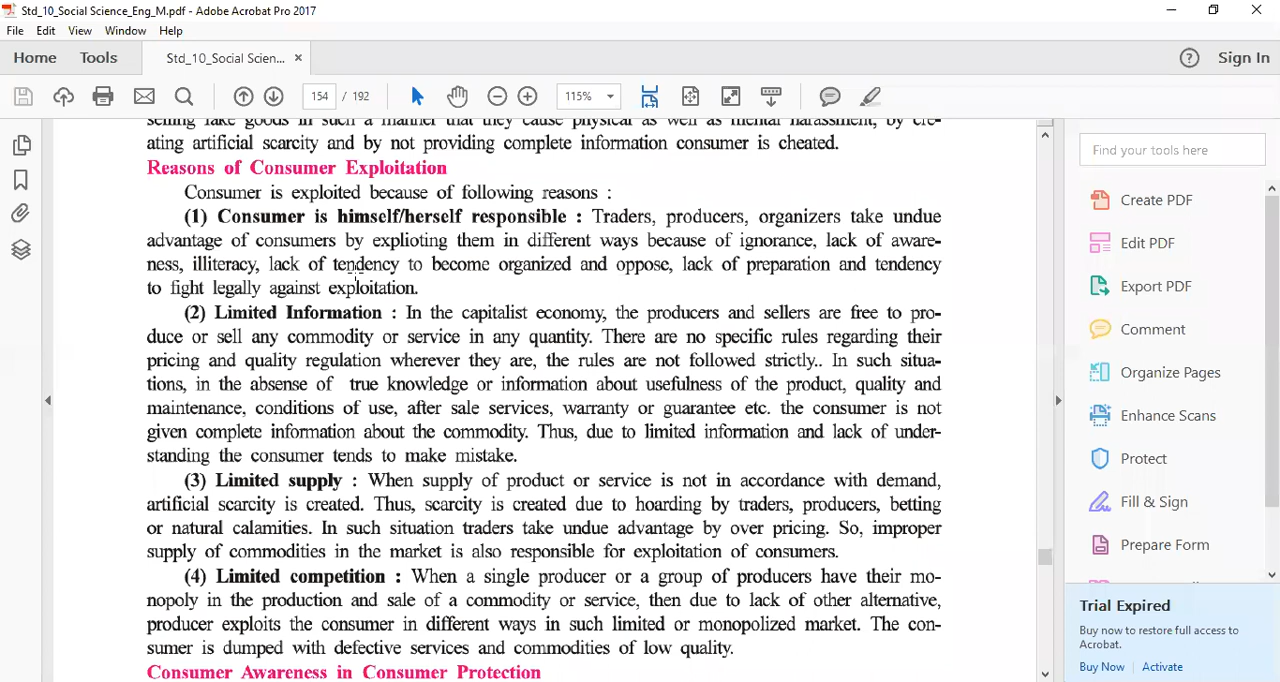 Std_10_Social Science_Eng_M.pdf - Adobe Acrobat Pro 2017
File Edit View Window Help
Home Tools Std_10_Social Scien... × Sign In
154 / 192 115%
selling fake goods in such a manner that they cause physical as well as mental harassment, by cre-
ating artificial scarcity and by not providing complete information consumer is cheated.
Reasons of Consumer Exploitation
Consumer is exploited because of following reasons :
(1) Consumer is himself/herself responsible : Traders, producers, organizers take undue
advantage of consumers by explioting them in different ways because of ignorance, lack of aware-
ness, illiteracy, lack of tendency to become organized and oppose, lack of preparation and tendency
to fight legally against exploitation.
(2) Limited Information : In the capitalist economy, the producers and sellers are free to pro-
duce or sell any commodity or service in any quantity. There are no specific rules regarding their
pricing and quality regulation wherever they are, the rules are not followed strictly.. In such situa-
tions, in the absense of true knowledge or information about usefulness of the product, quality and
maintenance, conditions of use, after sale services, warranty or guarantee etc. the consumer is not
given complete information about the commodity. Thus, due to limited information and lack of under-
standing the consumer tends to make mistake.
(3) Limited supply : When supply of product or service is not in accordance with demand,
artificial scarcity is created. Thus, scarcity is created due to hoarding by traders, producers, betting
or natural calamities. In such situation traders take undue advantage by over pricing. So, improper
supply of commodities in the market is also responsible for exploitation of consumers.
(4) Limited competition : When a single producer or a group of producers have their mo-
nopoly in the production and sale of a commodity or service, then due to lack of other alternative,
producer exploits the consumer in different ways in such limited or monopolized market. The con-
sumer is dumped with defective services and commodities of low quality.
Consumer Awareness in Consumer Protection
Find your tools here
Create PDF
Edit PDF
Export PDF
Comment
Organize Pages
Enhance Scans
Protect
Fill & Sign
Prepare Form
Trial Expired
Buy now to restore full access to
Acrobat.
Buy Now Activate